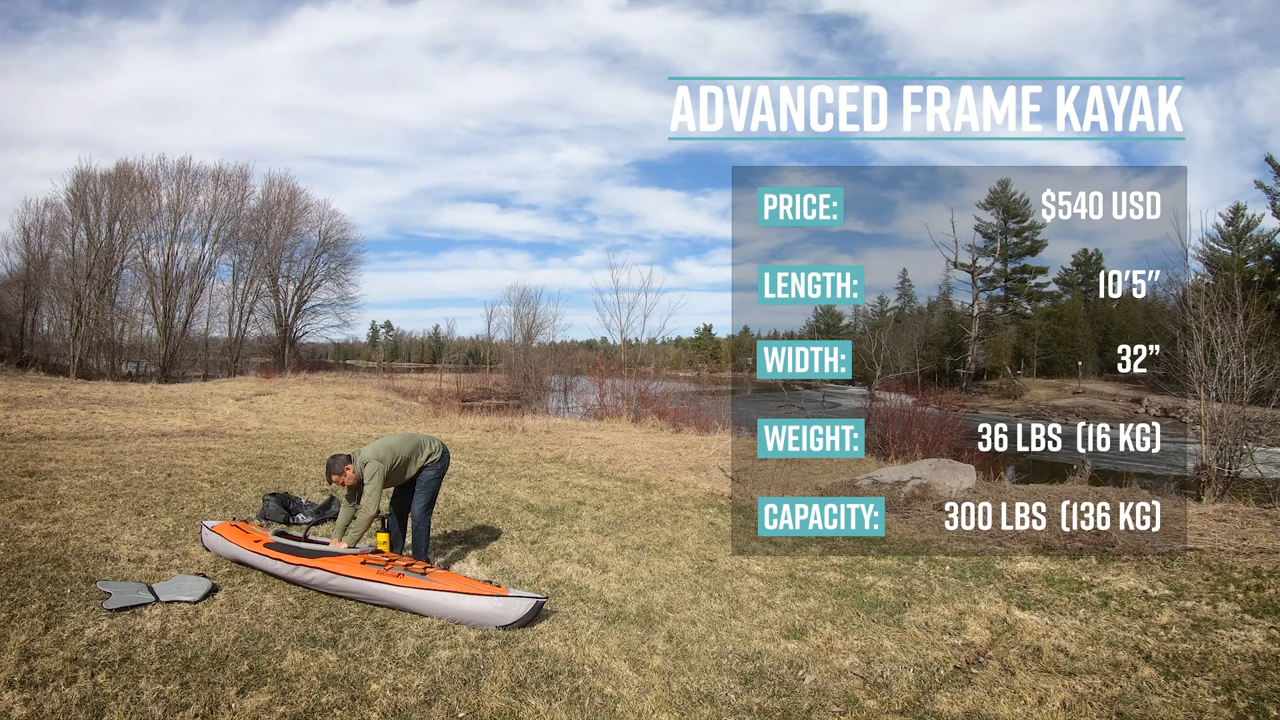 ADVANCED FRAME KAYAK
PRICE: $540 USD
LENGTH: 10'5"
WIDTH: 32"
WEIGHT: 36 LBS (16 KG)
CAPACITY: 300 LBS (136 KG)